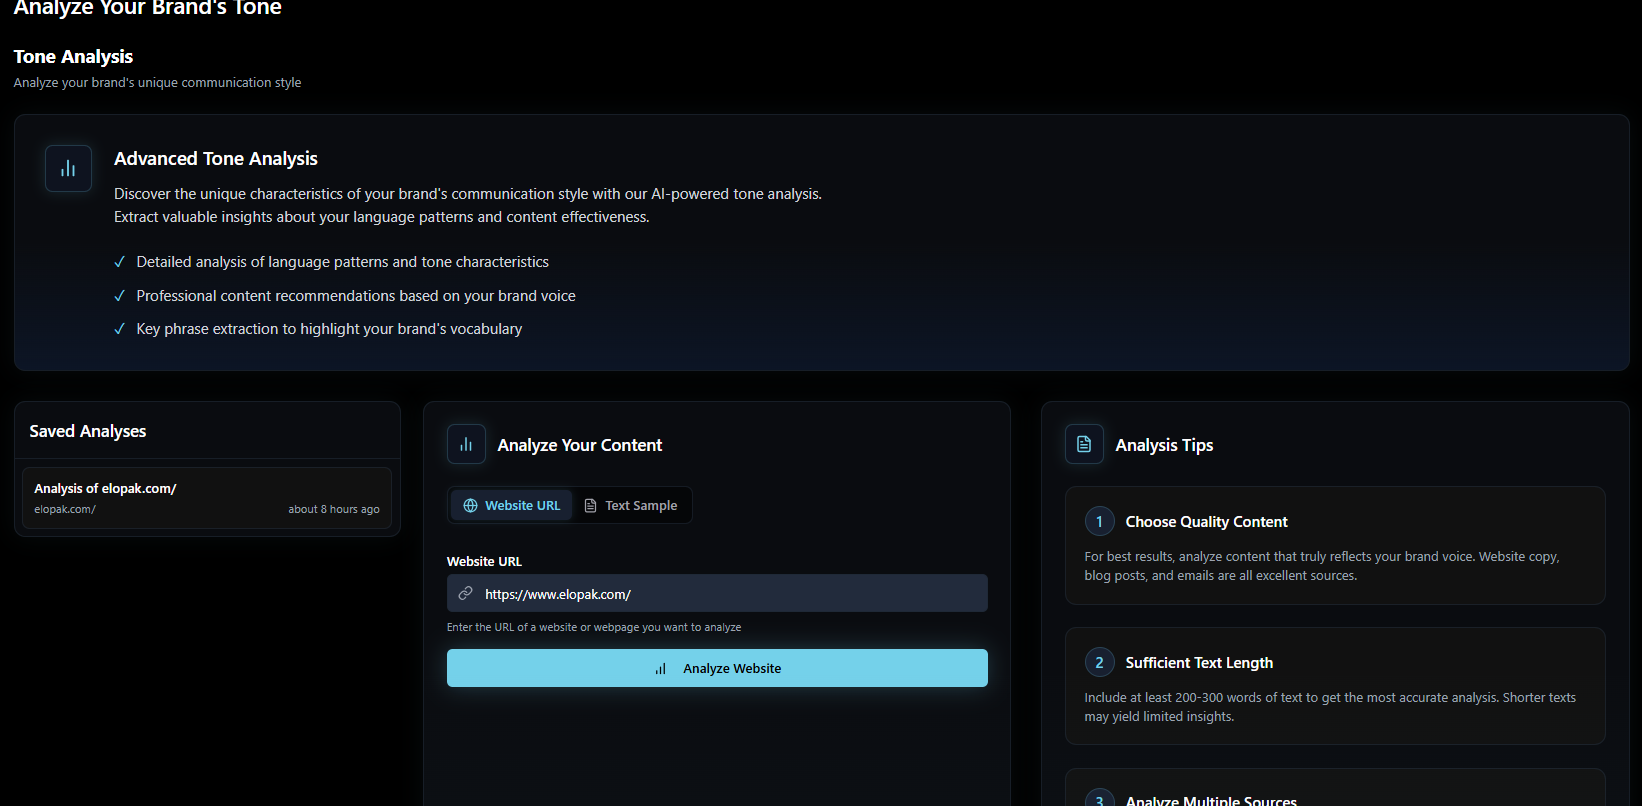 Analyze Your Brand's Tone
Tone Analysis
Analyze your brand's unique communication style
Advanced Tone Analysis
Discover the unique characteristics of your brand's communication style with our AI-powered tone analysis.
Extract valuable insights about your language patterns and content effectiveness.
✓ Detailed analysis of language patterns and tone characteristics
✓ Professional content recommendations based on your brand voice
✓ Key phrase extraction to highlight your brand's vocabulary
Saved Analyses
Analysis of elopak.com/
elopak.com/ about 8 hours ago
Analyze Your Content
Website URL Text Sample
Website URL
https://www.elopak.com/
Enter the URL of a website or webpage you want to analyze
Analyze Website
Analysis Tips
1 Choose Quality Content
For best results, analyze content that truly reflects your brand voice. Website copy,
blog posts, and emails are all excellent sources.
2 Sufficient Text Length
Include at least 200-300 words of text to get the most accurate analysis. Shorter texts
may yield limited insights.
3 Analyze Multiple Sources